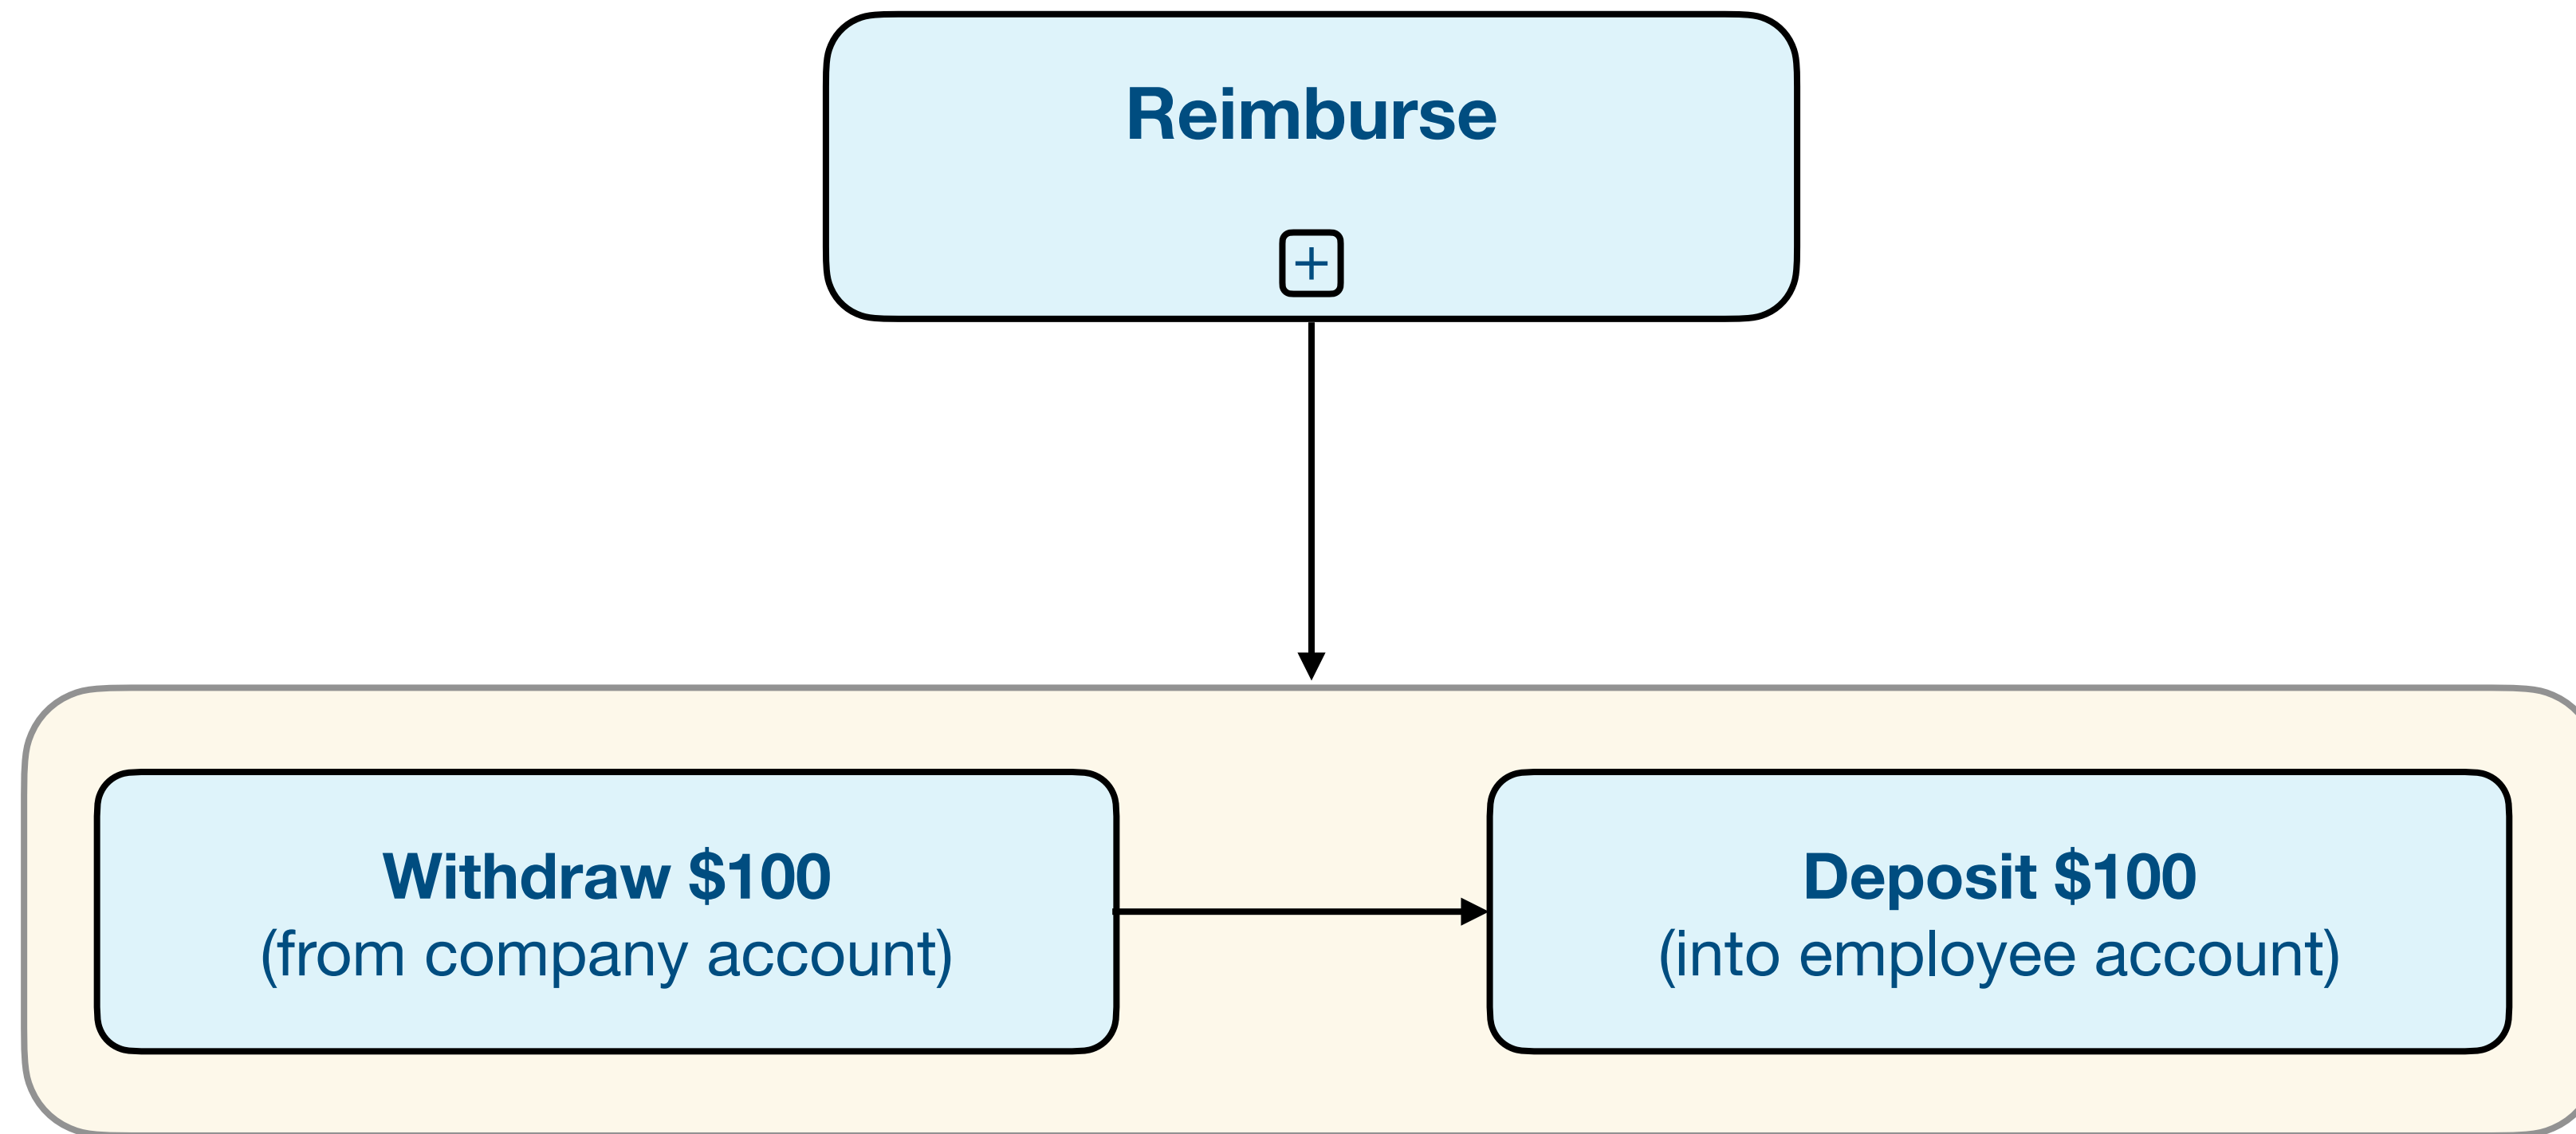 Reimburse
+
Withdraw $100
(from company account)
Deposit $100
(into employee account)